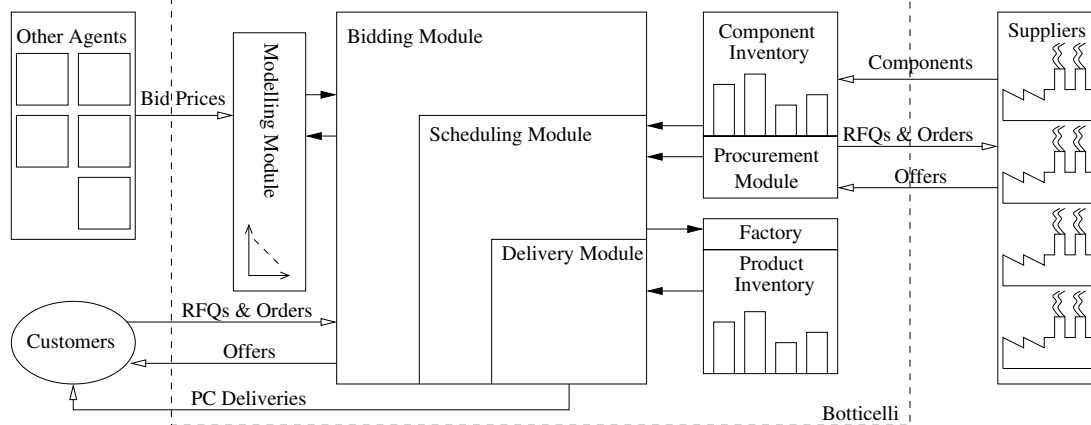 Other Agents
Bid Prices
Modelling Module
Bidding Module
Scheduling Module
Delivery Module
Component
Inventory
Procurement
Module
Factory
Product
Inventory
Components
RFQs & Orders
Offers
Suppliers
Customers
RFQs & Orders
Offers
PC Deliveries
Botticelli